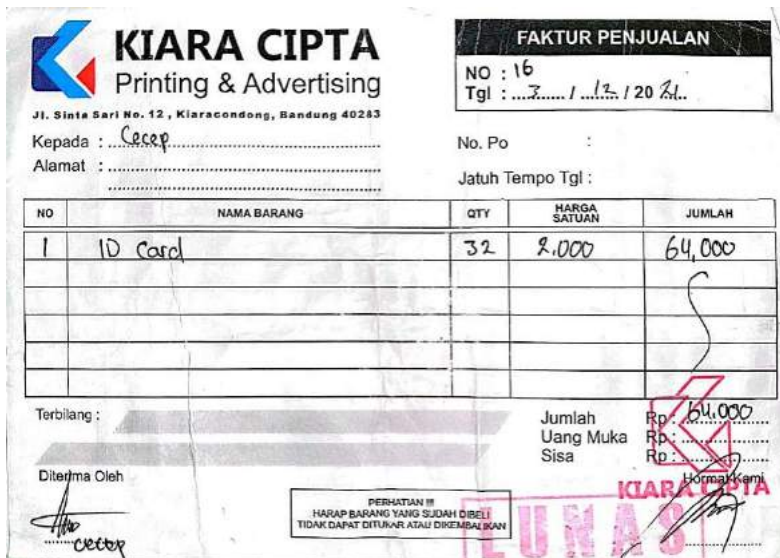 KIARA CIPTA
Printing & Advertising
Jl. Sinta Sari No. 12 , Kiaracondong, Bandung 40283
FAKTUR PENJUALAN
NO : 16
Tgl : 3 / 12 / 20 21
Kepada : Cecep
Alamat :
No. Po :
Jatuh Tempo Tgl :
NO NAMA BARANG QTY HARGA SATUAN JUMLAH
1 ID Card 32 2.000 64,000
Terbilang :
Jumlah Rp : 64.000
Uang Muka Rp :
Sisa Rp :
Diterima Oleh
Hormat Kami
KIARA CIPTA
LUNAS
PERHATIAN !!!
HARAP BARANG YANG SUDAH DIBELI
TIDAK DAPAT DITUKAR ATAU DIKEMBALIKAN
cecep